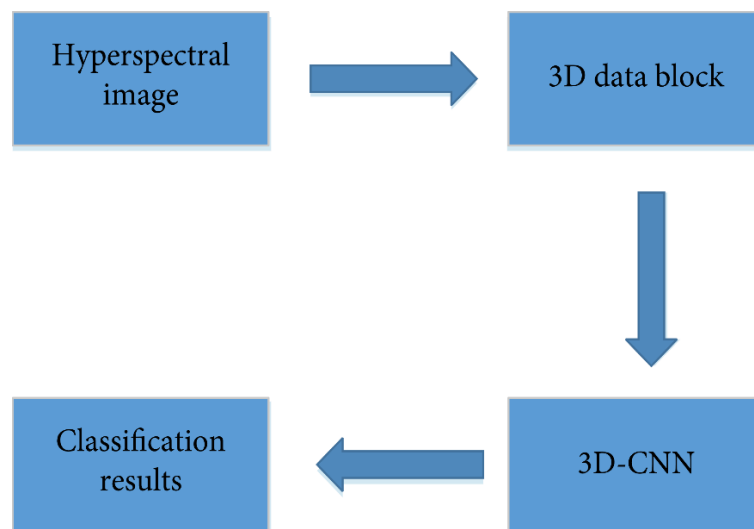 Hyperspectral
image
3D data block
3D-CNN
Classification
results